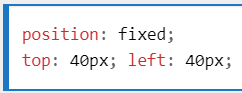 position: fixed;
top: 40px; left: 40px;